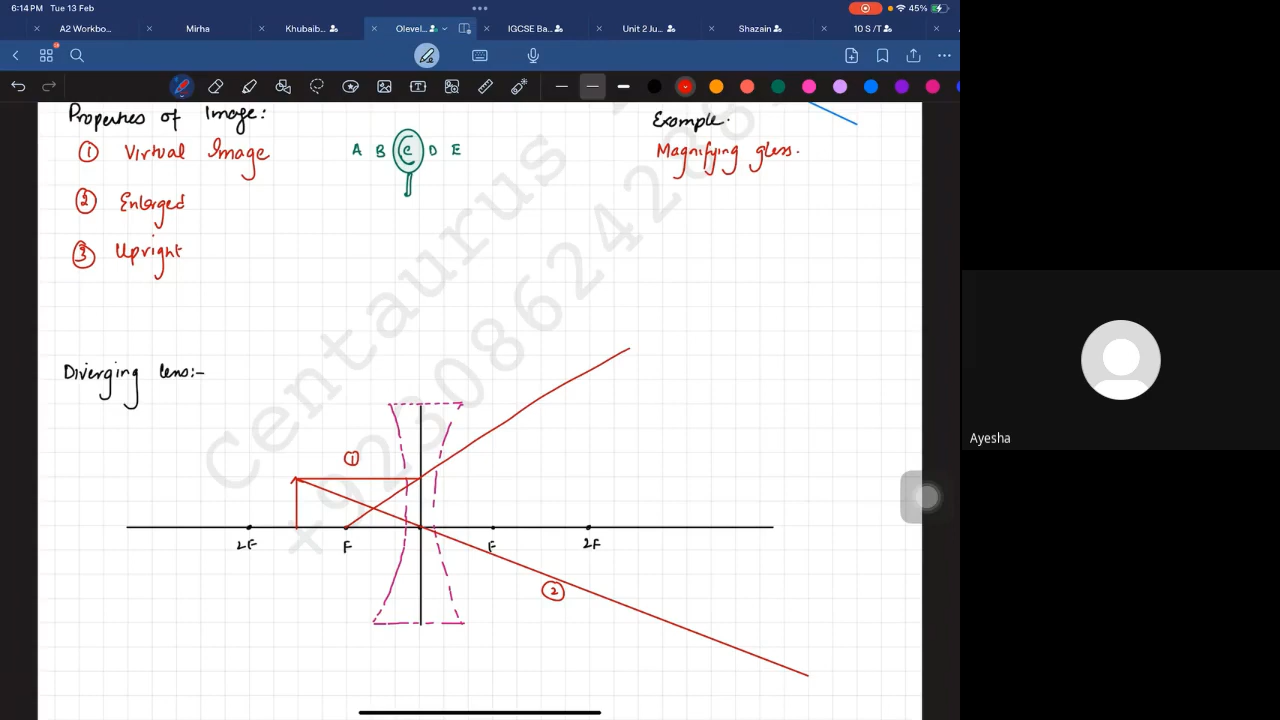 6:14 PM Tue 13 Feb
45%
A2 Workbo...
Mirha
Khubaib...
Olevel...
IGCSE Ba...
Unit 2 Ju...
Shazain...
10 S /T...
Properties of Image:
① Virtual Image
② Enlarged
③ Upright
A B C D E
Example.
Magnifying glass.
Centaurus
Diverging lens:-
①
2F F F 2F
②
Ayesha